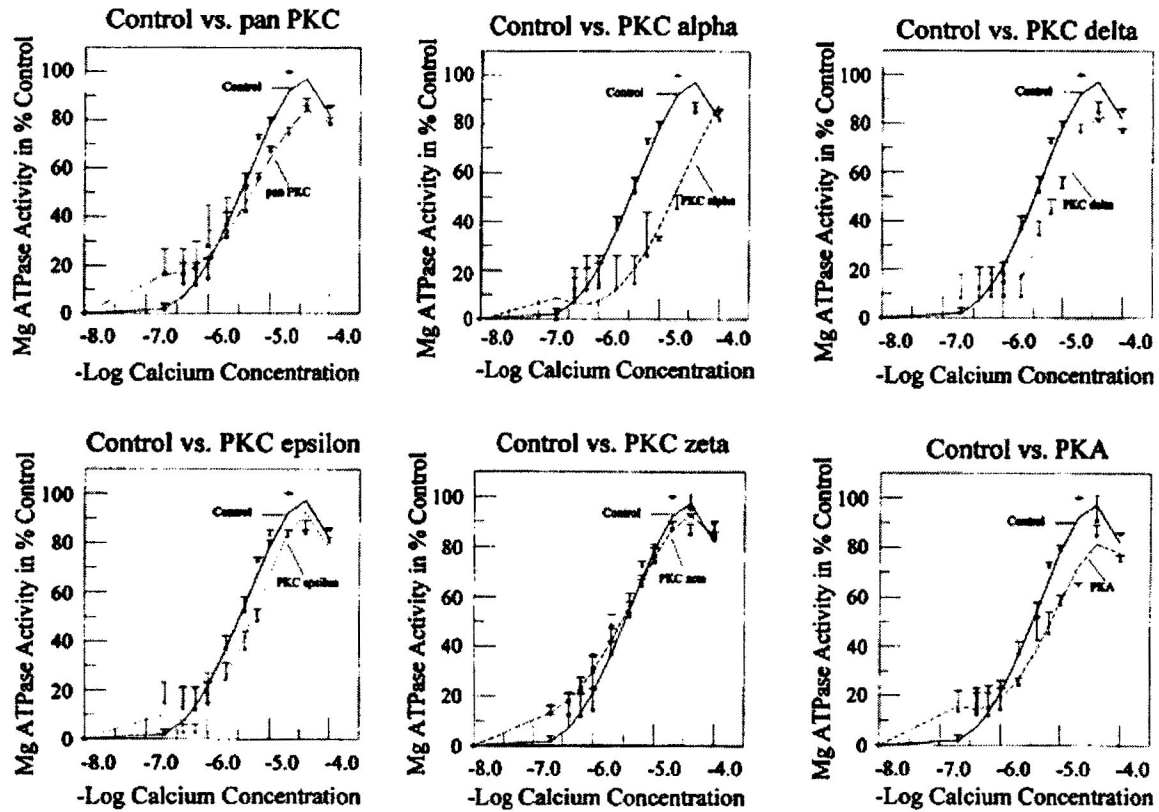 Control vs. pan PKC
Mg ATPase Activity in % Control
100
80
60
40
20
0
Control
pan PKC
-8.0 -7.0 -6.0 -5.0 -4.0
-Log Calcium Concentration
Control vs. PKC alpha
Mg ATPase Activity in % Control
100
80
60
40
20
0
Control
PKC alpha
-8.0 -7.0 -6.0 -5.0 -4.0
-Log Calcium Concentration
Control vs. PKC delta
Mg ATPase Activity in % Control
100
80
60
40
20
0
Control
PKC delta
-8.0 -7.0 -6.0 -5.0 -4.0
-Log Calcium Concentration
Control vs. PKC epsilon
Mg ATPase Activity in % Control
100
80
60
40
20
0
Control
PKC epsilon
-8.0 -7.0 -6.0 -5.0 -4.0
-Log Calcium Concentration
Control vs. PKC zeta
Mg ATPase Activity in % Control
100
80
60
40
20
0
Control
PKC zeta
-8.0 -7.0 -6.0 -5.0 -4.0
-Log Calcium Concentration
Control vs. PKA
Mg ATPase Activity in % Control
100
80
60
40
20
0
Control
PKA
-8.0 -7.0 -6.0 -5.0 -4.0
-Log Calcium Concentration